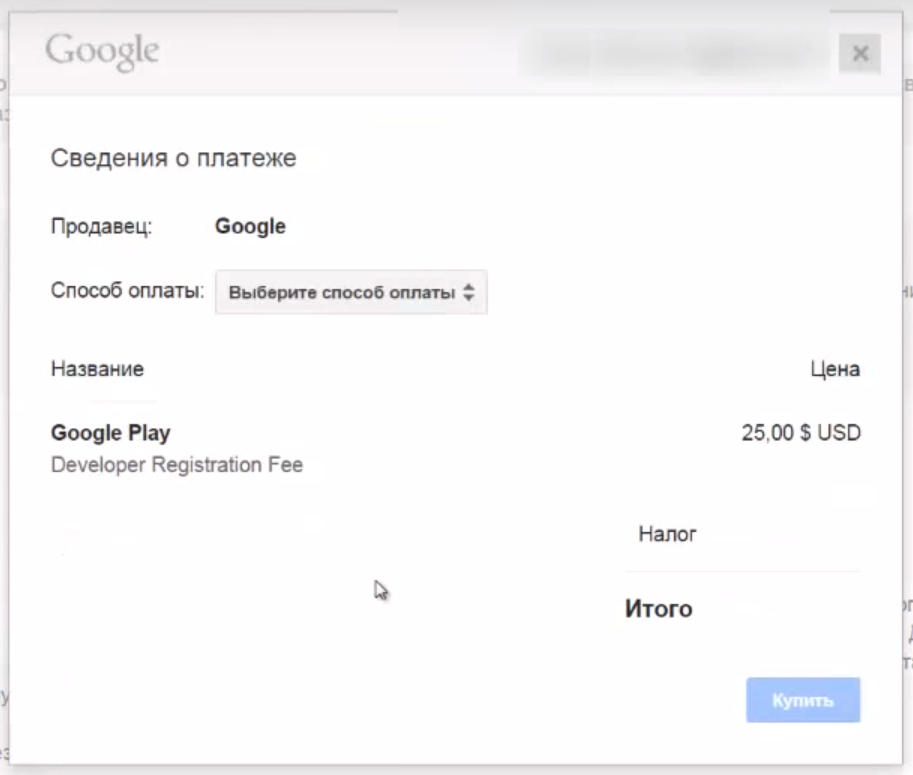 Google
Сведения о платеже
Продавец: Google
Способ оплаты: Выберите способ оплаты
Название Цена
Google Play 25,00 $ USD
Developer Registration Fee
Налог
Итого
Купить